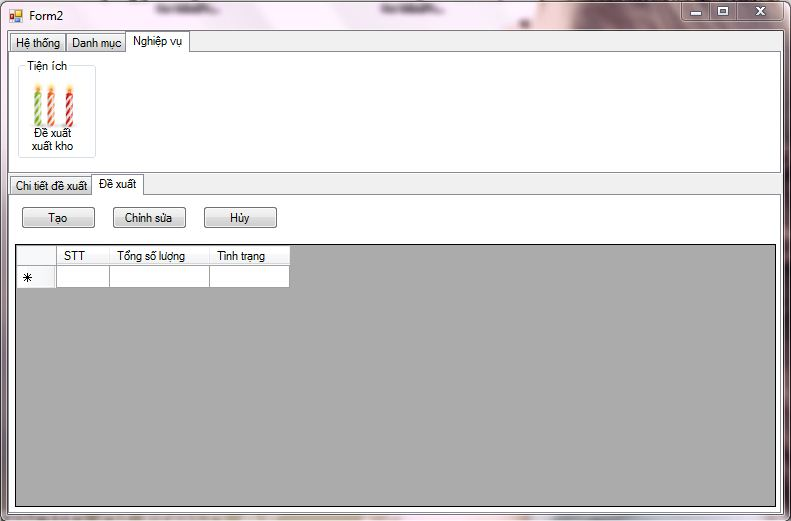 Form2
Hệ thống Danh mục Nghiệp vụ
Tiện ích
Đề xuất
xuất kho
Chi tiết đề xuất Đề xuất
Tạo Chỉnh sửa Hủy
STT Tổng số lượng Tình trạng